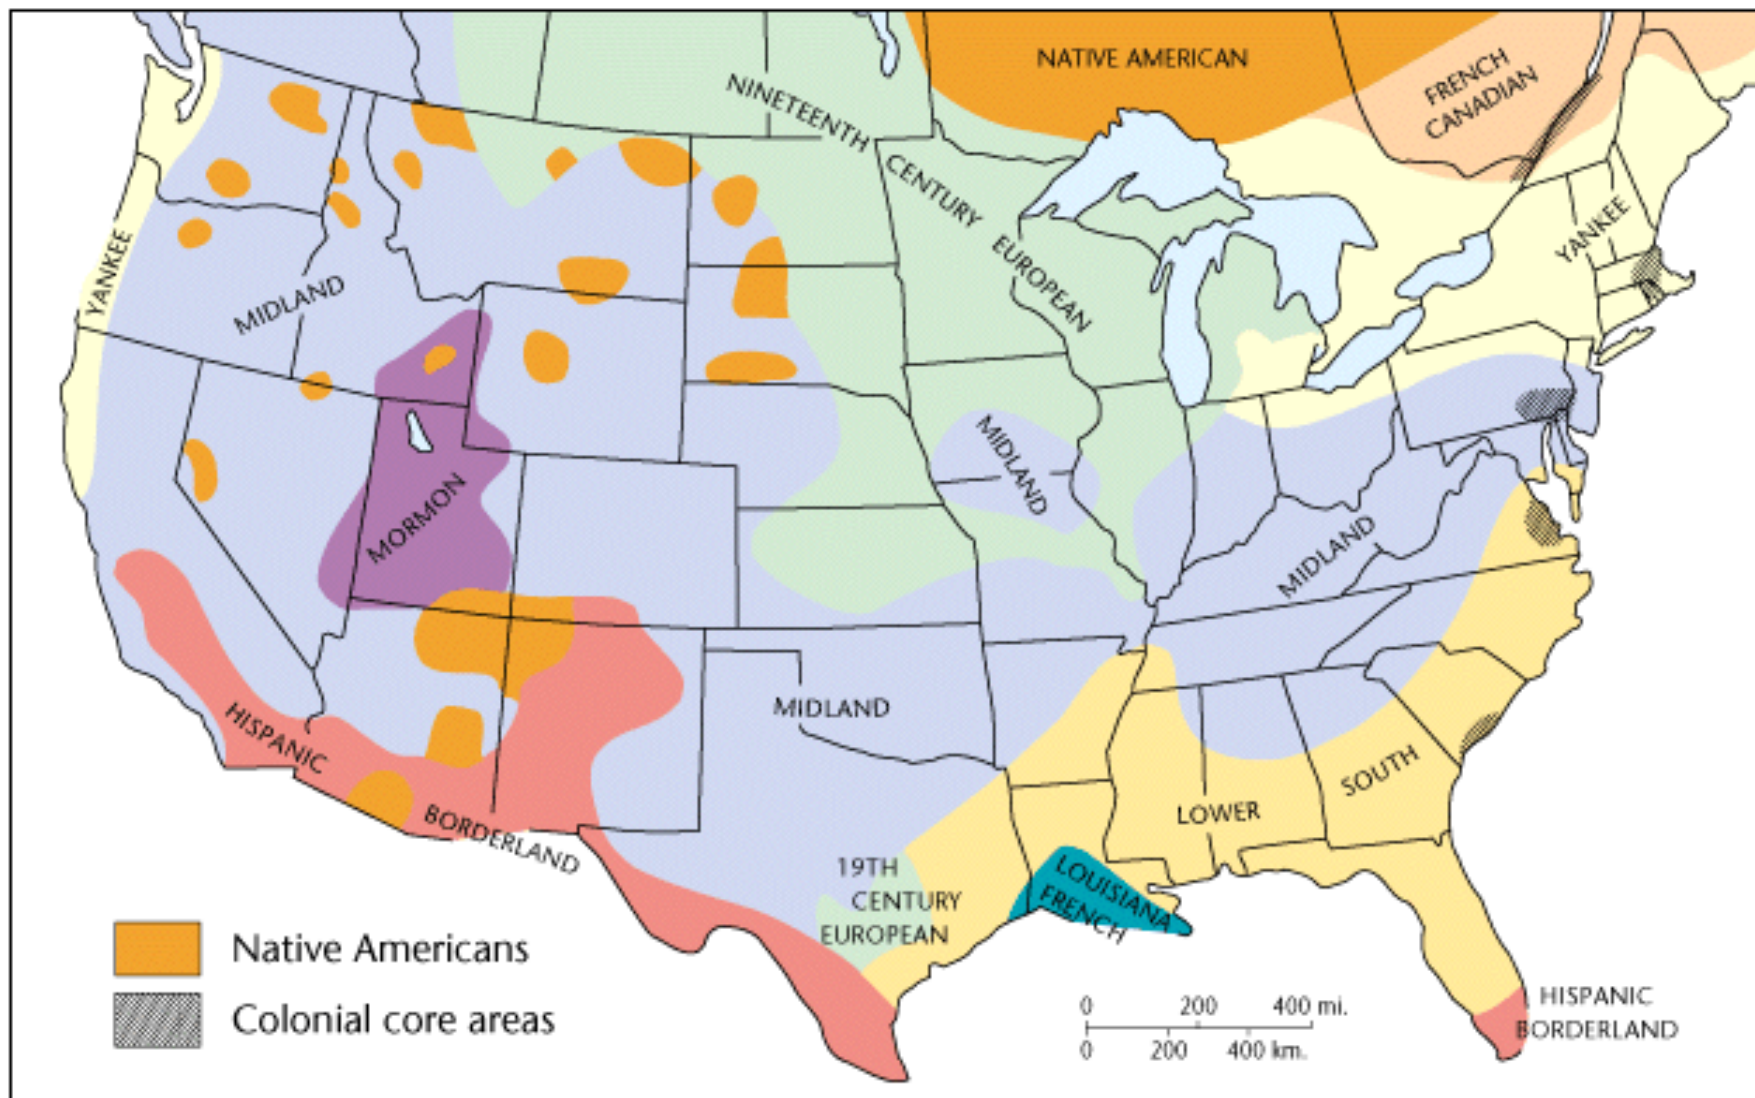 NATIVE AMERICAN
FRENCH
CANADIAN
NINETEENTH CENTURY EUROPEAN
YANKEE
YANKEE
MIDLAND
MIDLAND
MORMON
MIDLAND
MIDLAND
HISPANIC
BORDERLAND
SOUTH
LOWER
19TH
CENTURY
EUROPEAN
LOUISIANA
FRENCH
Native Americans
Colonial core areas
0 200 400 mi.
0 200 400 km.
HISPANIC
BORDERLAND